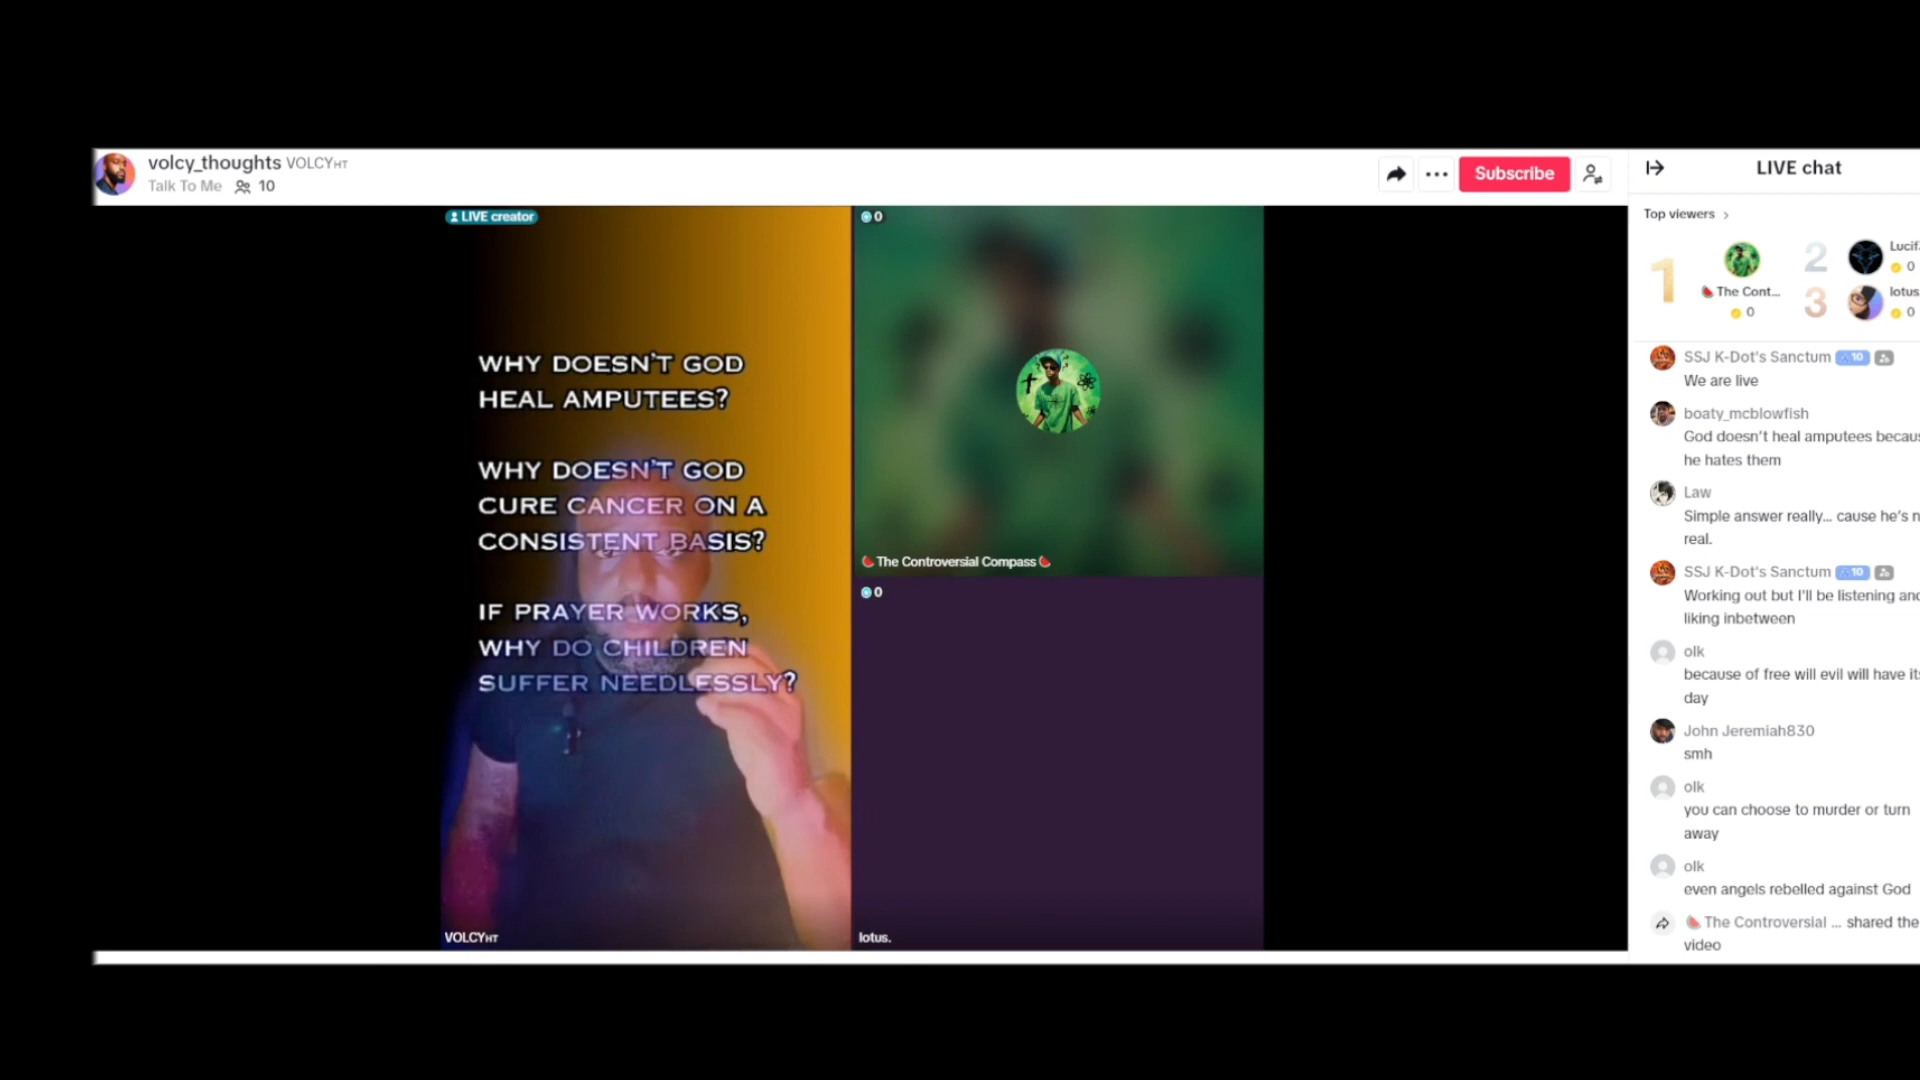 volcy_thoughts VOLCYHT
Talk To Me 10
Subscribe
LIVE chat
Top viewers
LIVE creator
WHY DOESN'T GOD
HEAL AMPUTEES?
WHY DOESN'T GOD
CURE CANCER ON A
CONSISTENT BASIS?
IF PRAYER WORKS,
WHY DO CHILDREN
SUFFER NEEDLESSLY?
VOLCYHT
0
🍉The Controversial Compass🍉
0
lotus.
1
🍉 The Cont...
0
2
Lucif
0
3
lotus
0
SSJ K-Dot's Sanctum 10
We are live
boaty_mcblowfish
God doesn't heal amputees
he hates them
Law
Simple answer really... cause he's
real.
SSJ K-Dot's Sanctum 10
Working out but I'll be listening
liking inbetween
olk
because of free will evil will have
day
John Jeremiah830
smh
olk
you can choose to murder or turn
away
olk
even angels rebelled against God
🍉 The Controversial ... shared the
video